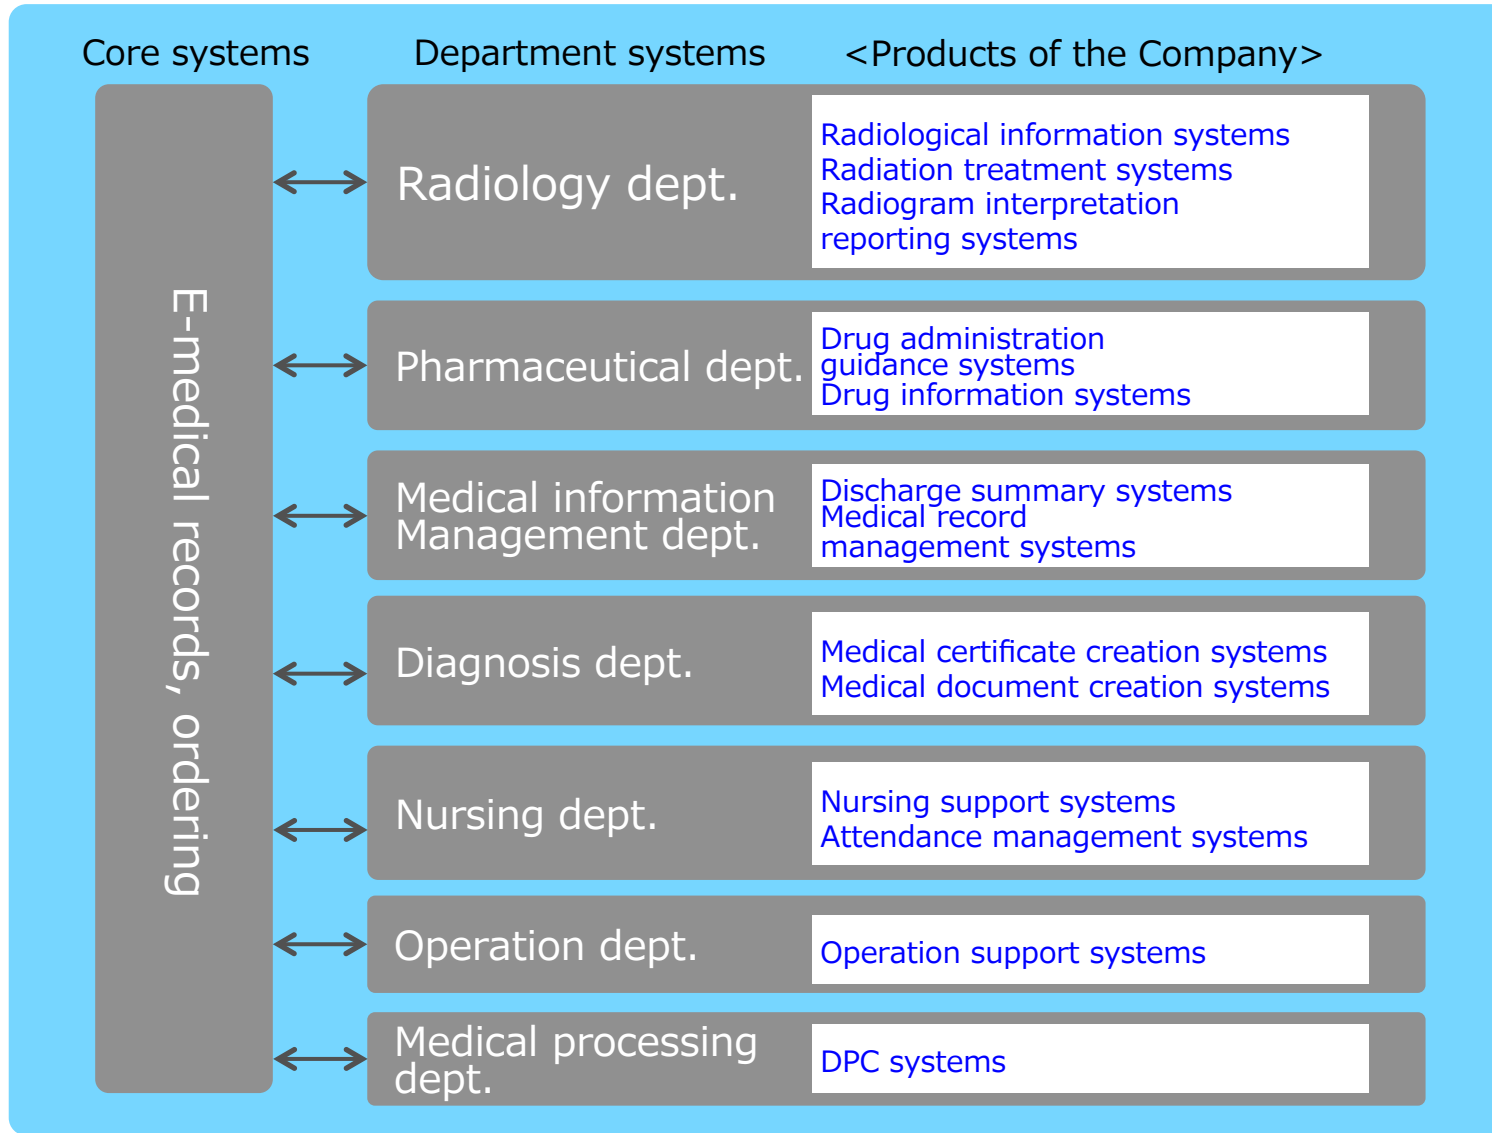 Core systems
Department systems
<Products of the Company>
E-medical records, ordering
Radiology dept.
Radiological information systems
Radiation treatment systems
Radiogram interpretation
reporting systems
Pharmaceutical dept.
Drug administration
guidance systems
Drug information systems
Medical information
Management dept.
Discharge summary systems
Medical record
management systems
Diagnosis dept.
Medical certificate creation systems
Medical document creation systems
Nursing dept.
Nursing support systems
Attendance management systems
Operation dept.
Operation support systems
Medical processing
dept.
DPC systems